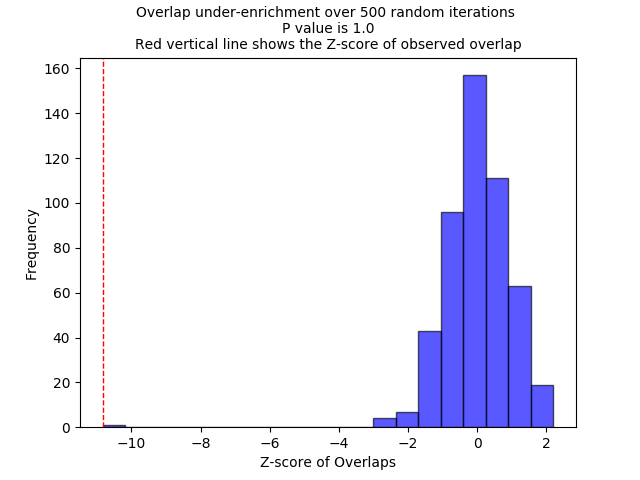 Overlap under-enrichment over 500 random iterations
P value is 1.0
Red vertical line shows the Z-score of observed overlap
160
140
120
100
80
60
40
20
0
Frequency
−10 −8 −6 −4 −2 0 2
Z-score of Overlaps